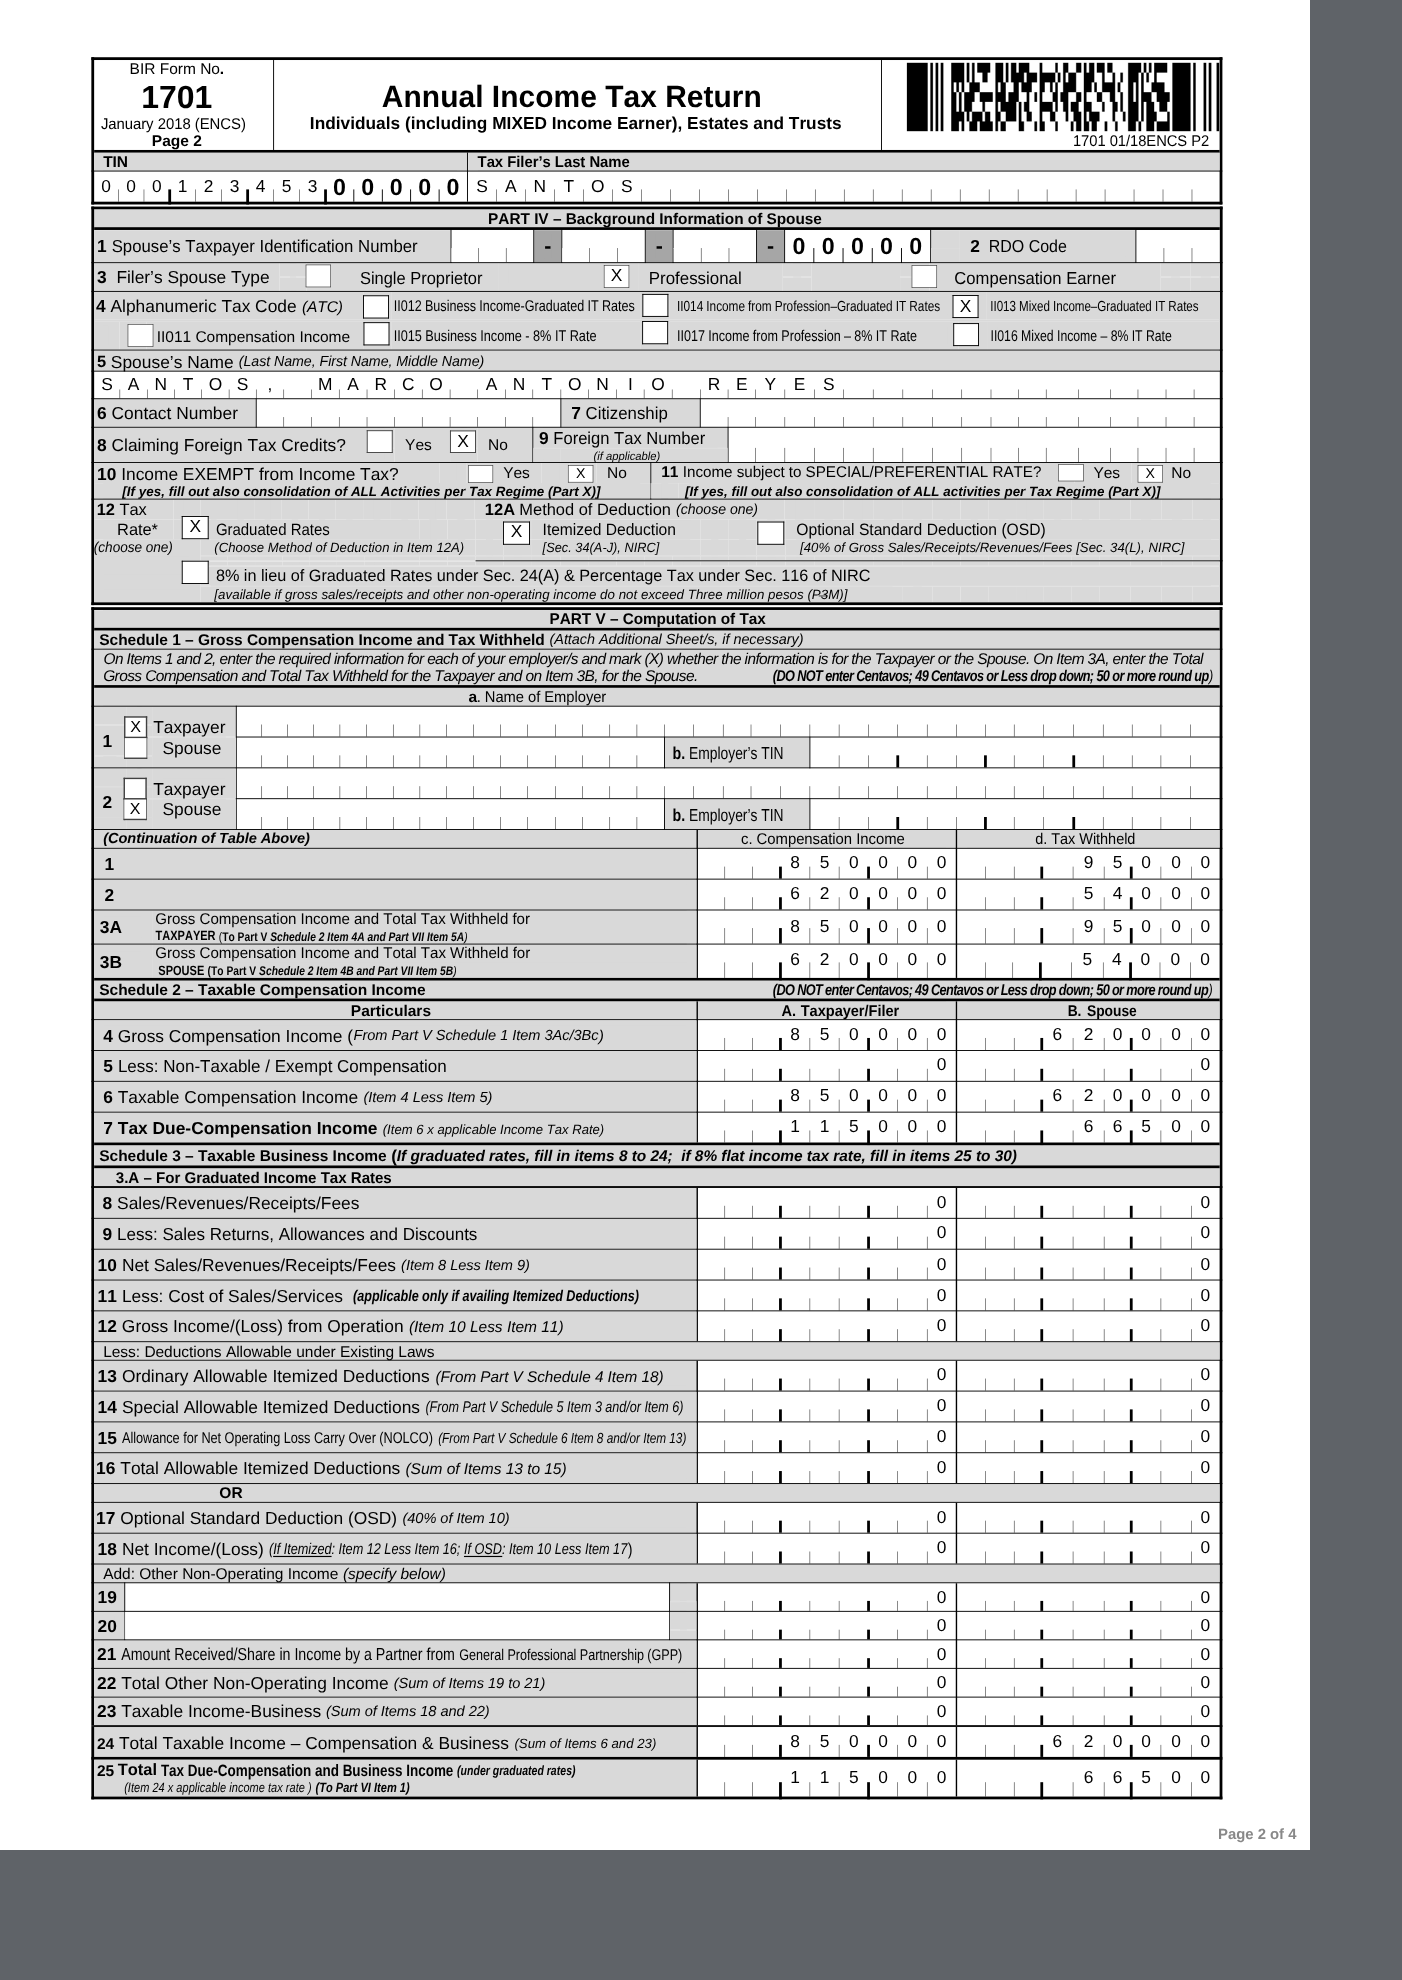 BIR Form No.
1701
January 2018 (ENCS)
Page 2
Annual Income Tax Return
Individuals (including MIXED Income Earner), Estates and Trusts
1701 01/18ENCS P2
TIN Tax Filer's Last Name
0 0 0 1 2 3 4 5 3 0 0 0 0 0 S A N T O S
PART IV – Background Information of Spouse
1 Spouse's Taxpayer Identification Number - - - 0 0 0 0 0 2 RDO Code
3 Filer's Spouse Type Single Proprietor X Professional Compensation Earner
4 Alphanumeric Tax Code (ATC) II012 Business Income-Graduated IT Rates II014 Income from Profession–Graduated IT Rates X II013 Mixed Income–Graduated IT Rates
II011 Compensation Income II015 Business Income - 8% IT Rate II017 Income from Profession – 8% IT Rate II016 Mixed Income – 8% IT Rate
5 Spouse's Name (Last Name, First Name, Middle Name)
S A N T O S , M A R C O A N T O N I O R E Y E S
6 Contact Number 7 Citizenship
8 Claiming Foreign Tax Credits? Yes X No 9 Foreign Tax Number
(if applicable)
10 Income EXEMPT from Income Tax? Yes X No 11 Income subject to SPECIAL/PREFERENTIAL RATE? Yes X No
[If yes, fill out also consolidation of ALL Activities per Tax Regime (Part X)] [If yes, fill out also consolidation of ALL activities per Tax Regime (Part X)]
12 Tax 12A Method of Deduction (choose one)
Rate* X Graduated Rates X Itemized Deduction Optional Standard Deduction (OSD)
(choose one) (Choose Method of Deduction in Item 12A) [Sec. 34(A-J), NIRC] [40% of Gross Sales/Receipts/Revenues/Fees [Sec. 34(L), NIRC]
8% in lieu of Graduated Rates under Sec. 24(A) & Percentage Tax under Sec. 116 of NIRC
[available if gross sales/receipts and other non-operating income do not exceed Three million pesos (P3M)]
PART V – Computation of Tax
Schedule 1 – Gross Compensation Income and Tax Withheld (Attach Additional Sheet/s, if necessary)
On Items 1 and 2, enter the required information for each of your employer/s and mark (X) whether the information is for the Taxpayer or the Spouse. On Item 3A, enter the Total
Gross Compensation and Total Tax Withheld for the Taxpayer and on Item 3B, for the Spouse. (DO NOT enter Centavos; 49 Centavos or Less drop down; 50 or more round up)
a. Name of Employer
1 X Taxpayer
Spouse b. Employer's TIN
2 Taxpayer
X Spouse b. Employer's TIN
(Continuation of Table Above) c. Compensation Income d. Tax Withheld
1 8 5 0 0 0 0 9 5 0 0 0
2 6 2 0 0 0 0 5 4 0 0 0
3A Gross Compensation Income and Total Tax Withheld for 8 5 0 0 0 0 9 5 0 0 0
TAXPAYER (To Part V Schedule 2 Item 4A and Part VII Item 5A)
3B Gross Compensation Income and Total Tax Withheld for 6 2 0 0 0 0 5 4 0 0 0
SPOUSE (To Part V Schedule 2 Item 4B and Part VII Item 5B)
Schedule 2 – Taxable Compensation Income (DO NOT enter Centavos; 49 Centavos or Less drop down; 50 or more round up)
Particulars A. Taxpayer/Filer B. Spouse
4 Gross Compensation Income (From Part V Schedule 1 Item 3Ac/3Bc) 8 5 0 0 0 0 6 2 0 0 0 0
5 Less: Non-Taxable / Exempt Compensation 0 0
6 Taxable Compensation Income (Item 4 Less Item 5) 8 5 0 0 0 0 6 2 0 0 0 0
7 Tax Due-Compensation Income (Item 6 x applicable Income Tax Rate) 1 1 5 0 0 0 6 6 5 0 0
Schedule 3 – Taxable Business Income (If graduated rates, fill in items 8 to 24; if 8% flat income tax rate, fill in items 25 to 30)
3.A – For Graduated Income Tax Rates
8 Sales/Revenues/Receipts/Fees 0 0
9 Less: Sales Returns, Allowances and Discounts 0 0
10 Net Sales/Revenues/Receipts/Fees (Item 8 Less Item 9) 0 0
11 Less: Cost of Sales/Services (applicable only if availing Itemized Deductions) 0 0
12 Gross Income/(Loss) from Operation (Item 10 Less Item 11) 0 0
Less: Deductions Allowable under Existing Laws
13 Ordinary Allowable Itemized Deductions (From Part V Schedule 4 Item 18) 0 0
14 Special Allowable Itemized Deductions (From Part V Schedule 5 Item 3 and/or Item 6) 0 0
15 Allowance for Net Operating Loss Carry Over (NOLCO) (From Part V Schedule 6 Item 8 and/or Item 13) 0 0
16 Total Allowable Itemized Deductions (Sum of Items 13 to 15) 0 0
OR
17 Optional Standard Deduction (OSD) (40% of Item 10) 0 0
18 Net Income/(Loss) (If Itemized: Item 12 Less Item 16; If OSD: Item 10 Less Item 17) 0 0
Add: Other Non-Operating Income (specify below)
19 0 0
20 0 0
21 Amount Received/Share in Income by a Partner from General Professional Partnership (GPP) 0 0
22 Total Other Non-Operating Income (Sum of Items 19 to 21) 0 0
23 Taxable Income-Business (Sum of Items 18 and 22) 0 0
24 Total Taxable Income – Compensation & Business (Sum of Items 6 and 23) 8 5 0 0 0 0 6 2 0 0 0 0
25 Total Tax Due-Compensation and Business Income (under graduated rates) 1 1 5 0 0 0 6 6 5 0 0
(Item 24 x applicable income tax rate ) (To Part VI Item 1)
Page 2 of 4